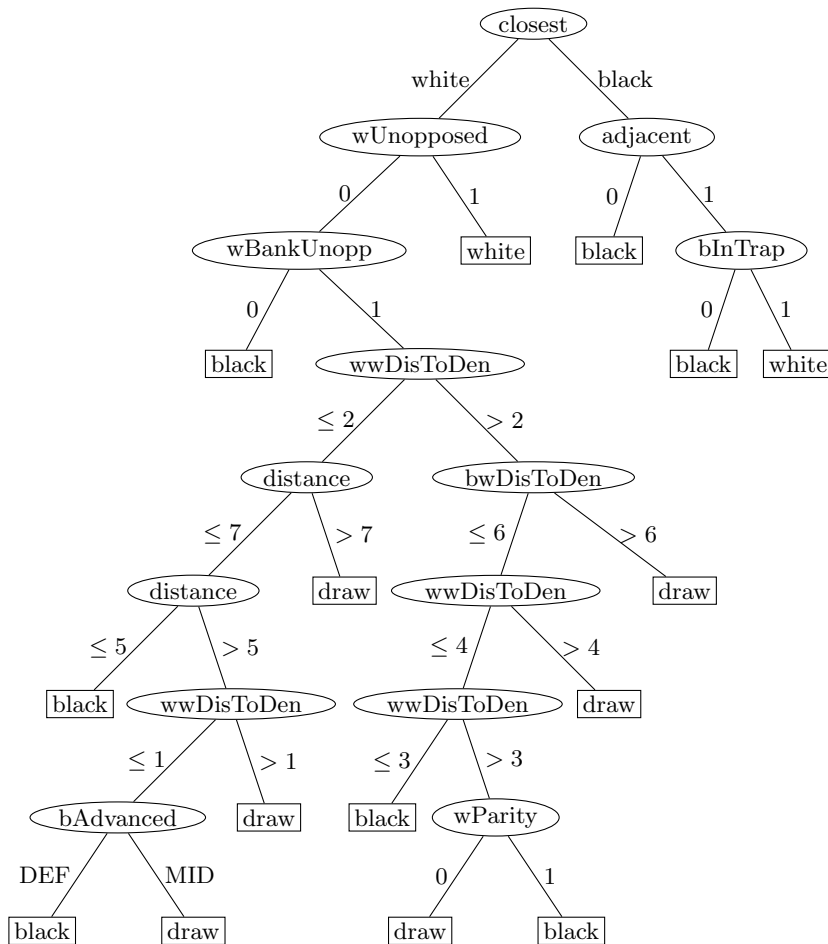 closest
white black
wUnopposed adjacent
0 1 0 1
wBankUnopp white black bInTrap
0 1 0 1
black wwDisToDen black white
≤ 2 > 2
distance bwDisToDen
≤ 7 > 7 ≤ 6 > 6
distance draw wwDisToDen draw
≤ 5 > 5 ≤ 4 > 4
black wwDisToDen wwDisToDen draw
≤ 1 > 1 ≤ 3 > 3
bAdvanced draw black wParity
DEF MID 0 1
black draw draw black